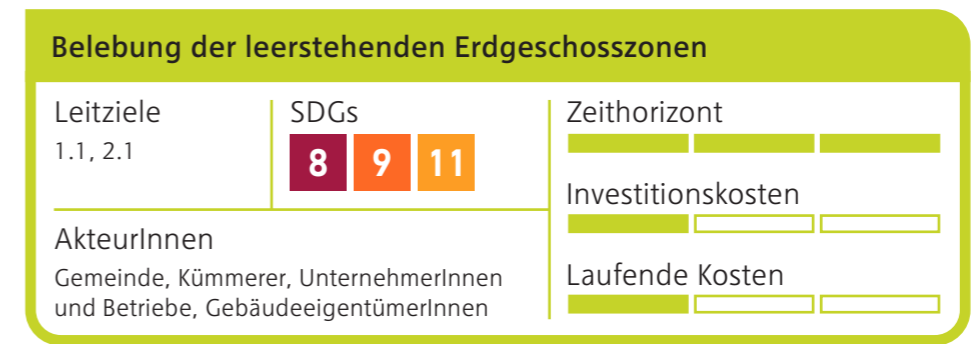 Belebung der leerstehenden Erdgeschosszonen
Leitziele
1.1, 2.1
SDGs
8 9 11
AkteurInnen
Gemeinde, Kümmerer, UnternehmerInnen
und Betriebe, GebäudeeigentümerInnen
Zeithorizont
Investitionskosten
Laufende Kosten